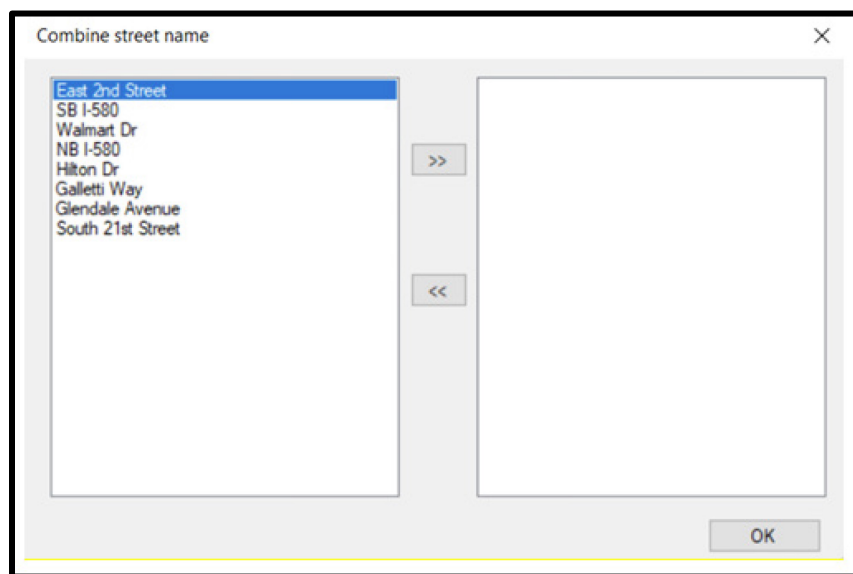 Combine street name
East 2nd Street
SB I-580
Walmart Dr
NB I-580
Hilton Dr
Galletti Way
Glendale Avenue
South 21st Street
>>
<<
OK